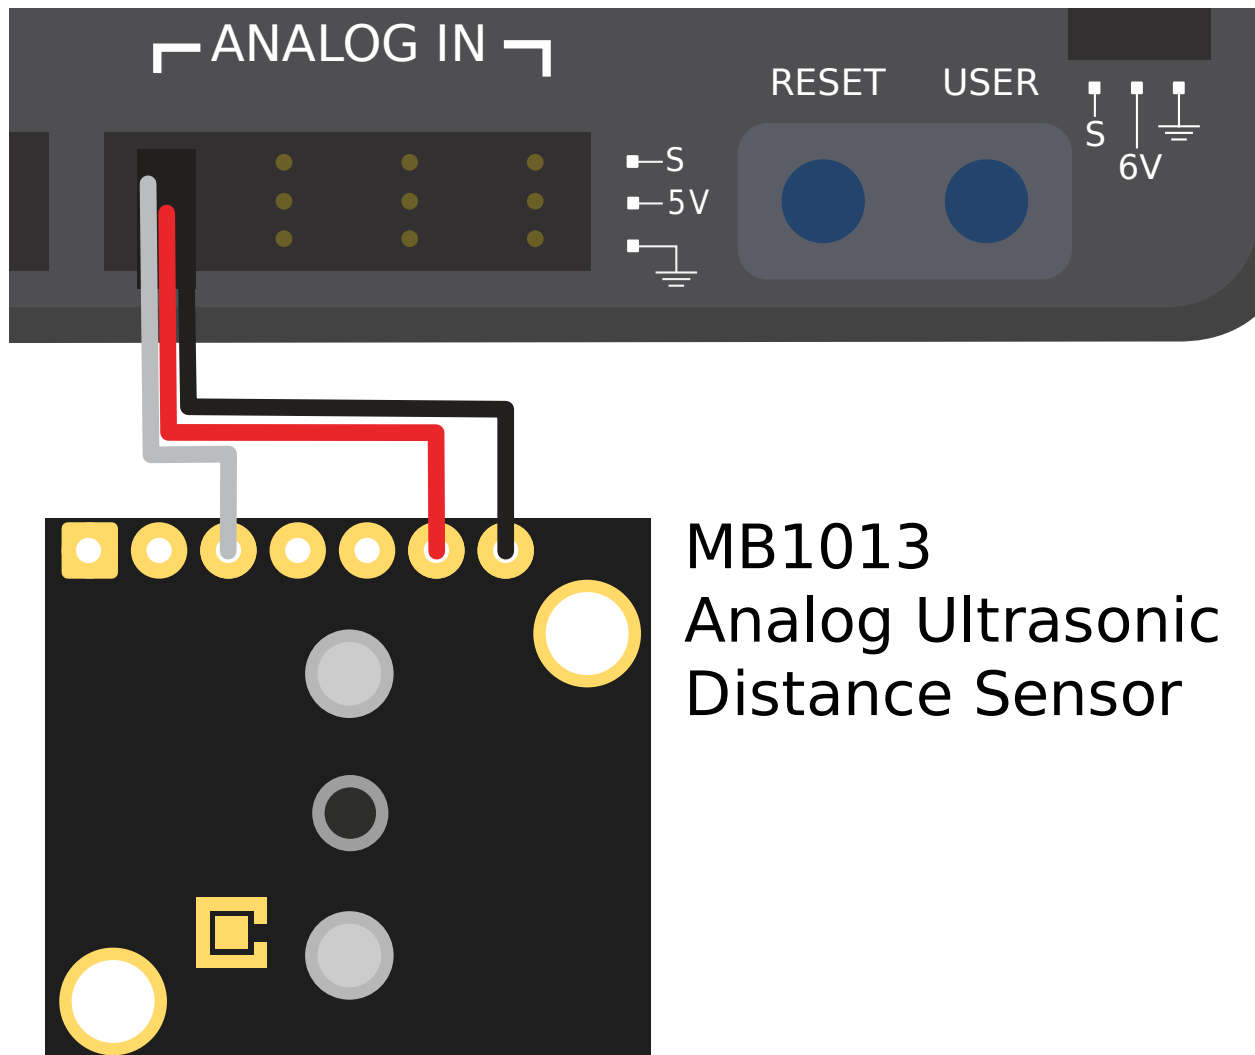 ANALOG IN
RESET
USER
S
6V
S
5V
MB1013
Analog Ultrasonic
Distance Sensor